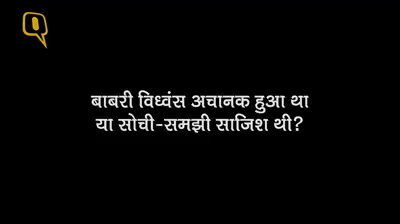 बाबरी विध्वंस अचानक हुआ था
या सोची-समझी साजिश थी?